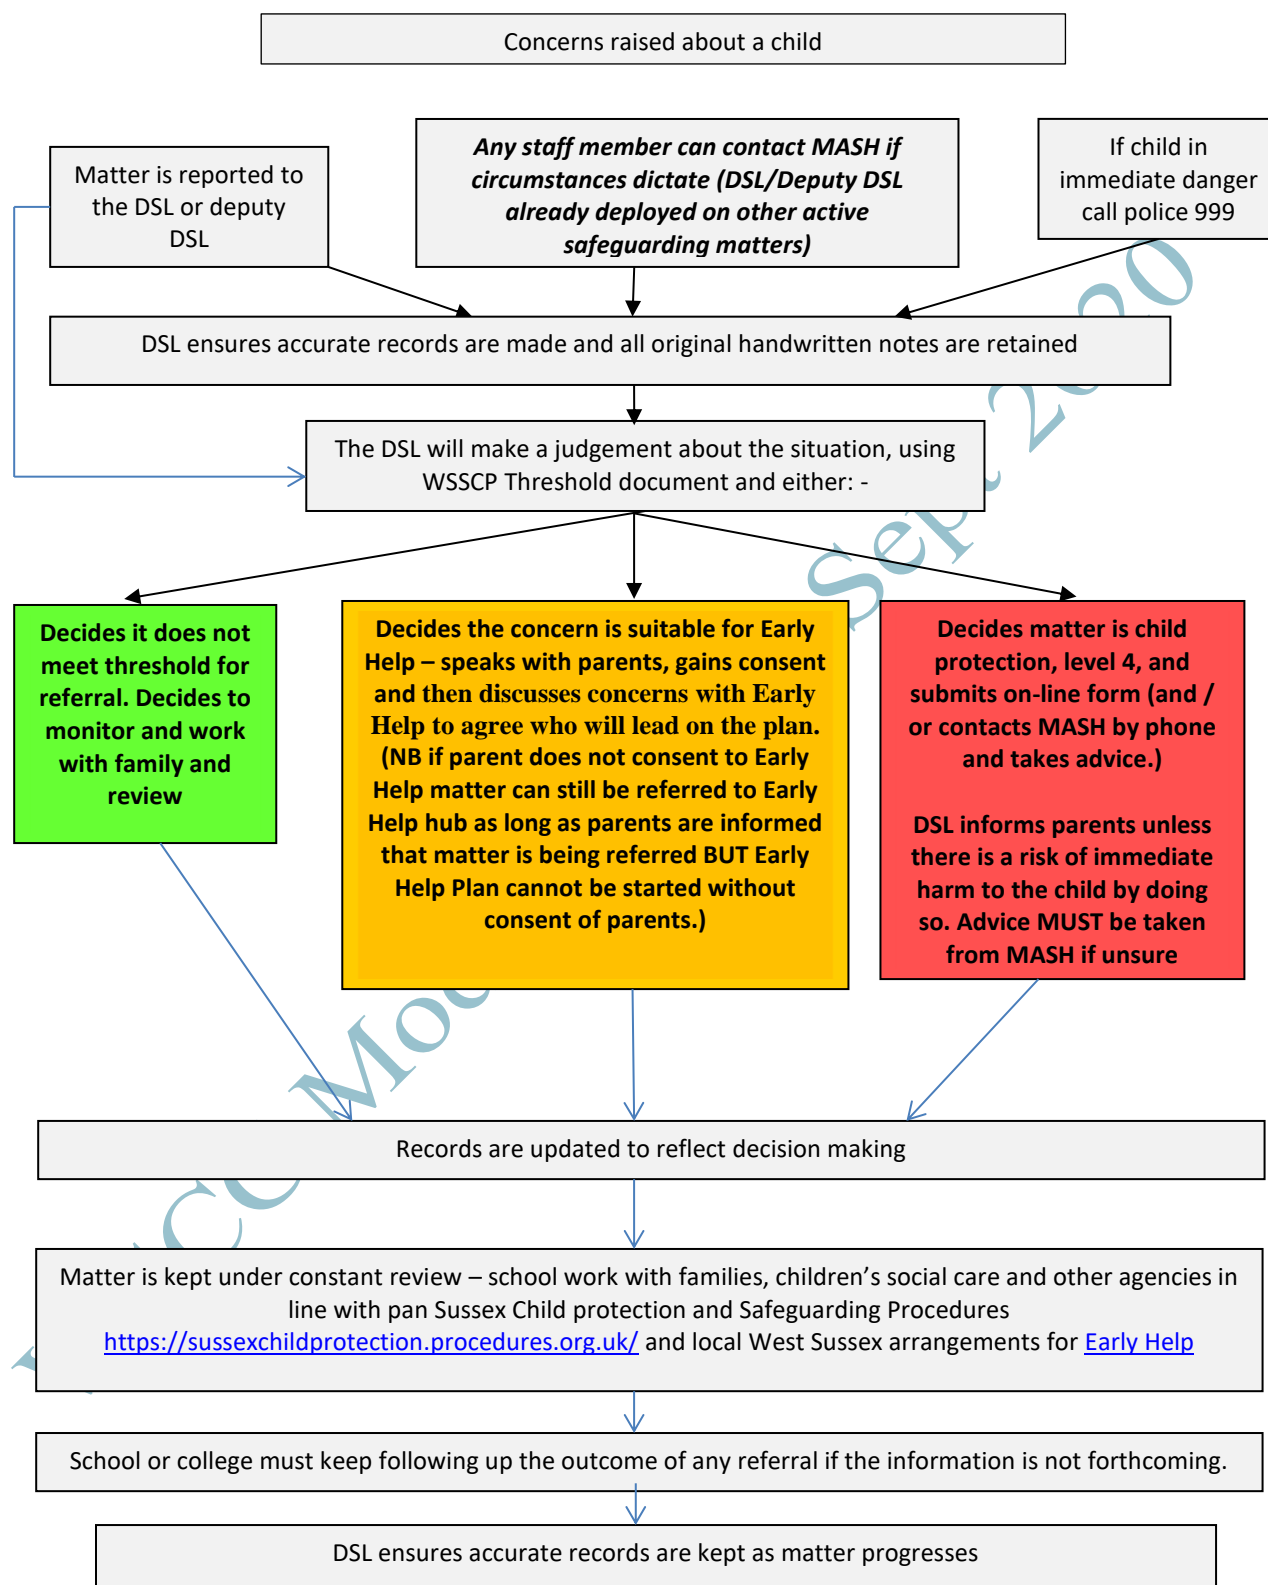 Concerns raised about a child
Matter is reported to
the DSL or deputy
DSL
Any staff member can contact MASH if
circumstances dictate (DSL/Deputy DSL
already deployed on other active
safeguarding matters)
If child in
immediate danger
call police 999
DSL ensures accurate records are made and all original handwritten notes are retained
The DSL will make a judgement about the situation, using
WSSCP Threshold document and either: -
Decides it does not
meet threshold for
referral. Decides to
monitor and work
with family and
review
Decides the concern is suitable for Early
Help – speaks with parents, gains consent
and then discusses concerns with Early
Help to agree who will lead on the plan.
(NB if parent does not consent to Early
Help matter can still be referred to Early
Help hub as long as parents are informed
that matter is being referred BUT Early
Help Plan cannot be started without
consent of parents.)
Decides matter is child
protection, level 4, and
submits on-line form (and /
or contacts MASH by phone
and takes advice.)
DSL informs parents unless
there is a risk of immediate
harm to the child by doing
so. Advice MUST be taken
from MASH if unsure
Records are updated to reflect decision making
Matter is kept under constant review – school work with families, children’s social care and other agencies in
line with pan Sussex Child protection and Safeguarding Procedures
https://sussexchildprotection.procedures.org.uk/ and local West Sussex arrangements for Early Help
School or college must keep following up the outcome of any referral if the information is not forthcoming.
DSL ensures accurate records are kept as matter progresses